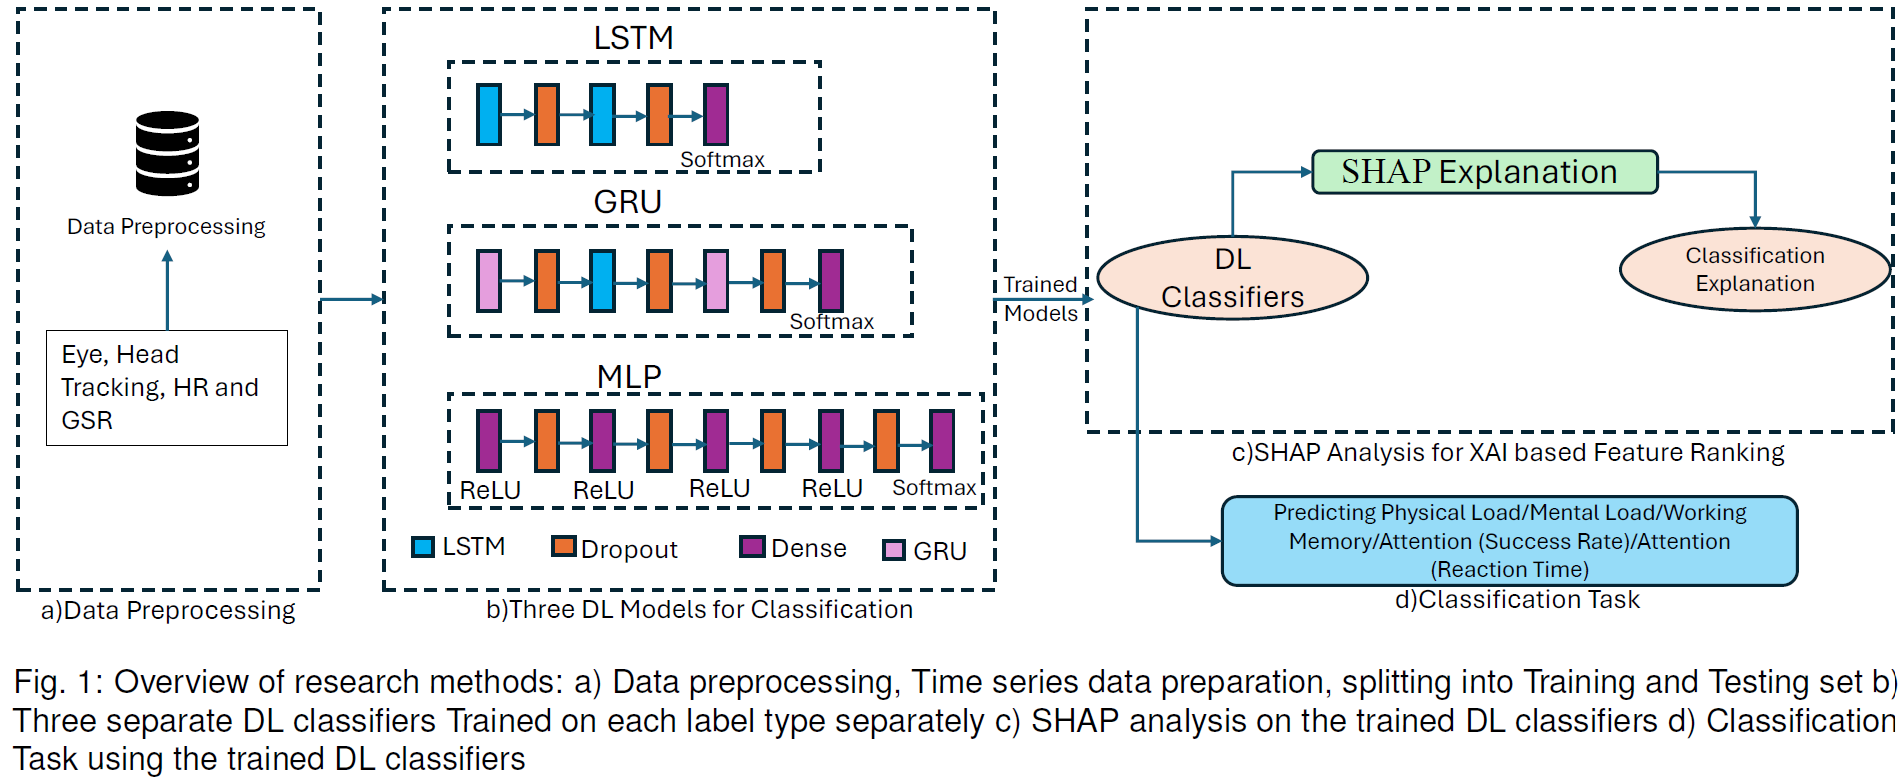 Data Preprocessing
Eye, Head
Tracking, HR and
GSR
a)Data Preprocessing
LSTM
Softmax
GRU
Softmax
MLP
ReLU
ReLU
ReLU
ReLU
Softmax
LSTM
Dropout
Dense
GRU
b)Three DL Models for Classification
Trained
Models
SHAP Explanation
DL
Classifiers
Classification
Explanation
c)SHAP Analysis for XAI based Feature Ranking
Predicting Physical Load/Mental Load/Working
Memory/Attention (Success Rate)/Attention
(Reaction Time)
d)Classification Task
Fig. 1: Overview of research methods: a) Data preprocessing, Time series data preparation, splitting into Training and Testing set b)
Three separate DL classifiers Trained on each label type separately c) SHAP analysis on the trained DL classifiers d) Classification
Task using the trained DL classifiers